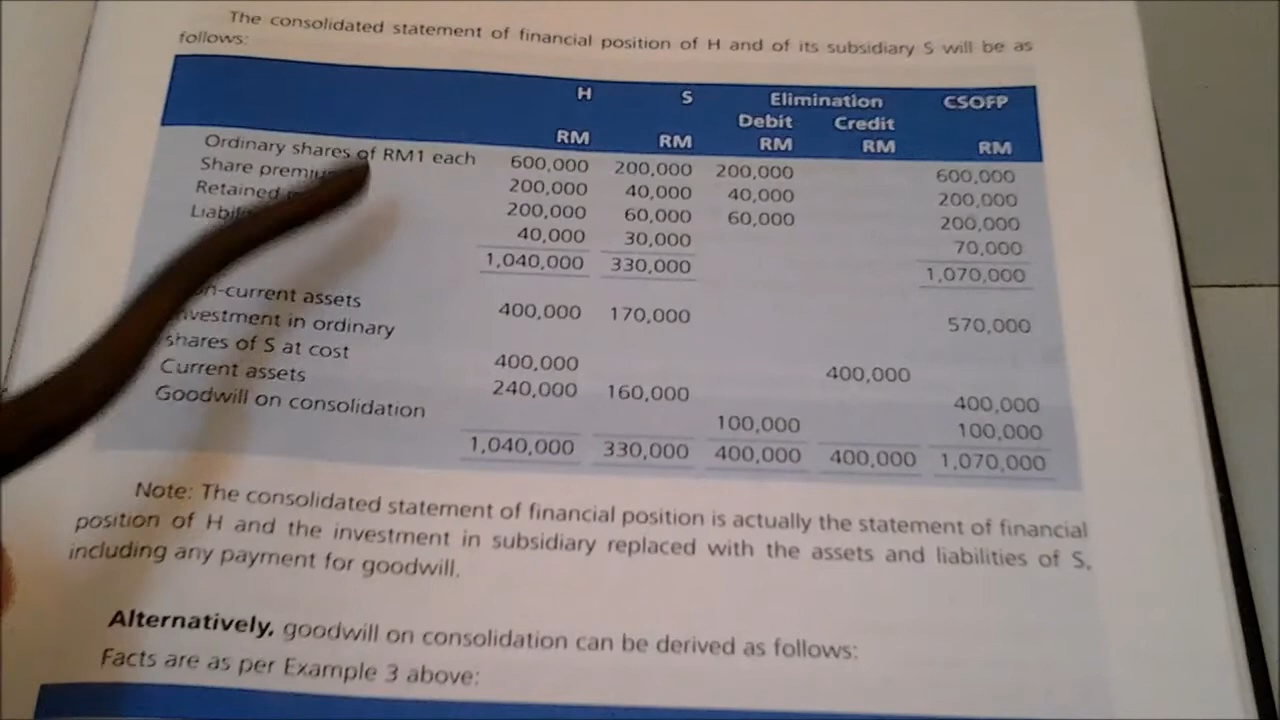 The consolidated statement of financial position of H and of its subsidiary S will be as
follows:
H S Elimination CSOFP
Debit Credit
RM RM RM RM RM
Ordinary shares of RM1 each 600,000 200,000 200,000 600,000
Share 200,000 40,000 40,000 200,000
Retained 200,000 60,000 60,000 200,000
40,000 30,000 70,000
1,040,000 330,000 1,070,000
-current assets 400,000 170,000 570,000
in ordinary
shares of S at cost 400,000 400,000
Current assets 240,000 160,000 400,000
Goodwill on consolidation 100,000 100,000
1,040,000 330,000 400,000 400,000 1,070,000
Note: The consolidated statement of financial position is actually the statement of financial
position of H and the investment in subsidiary replaced with the assets and liabilities of S,
including any payment for goodwill.
Alternatively, goodwill on consolidation can be derived as follows:
Facts are as per Example 3 above: